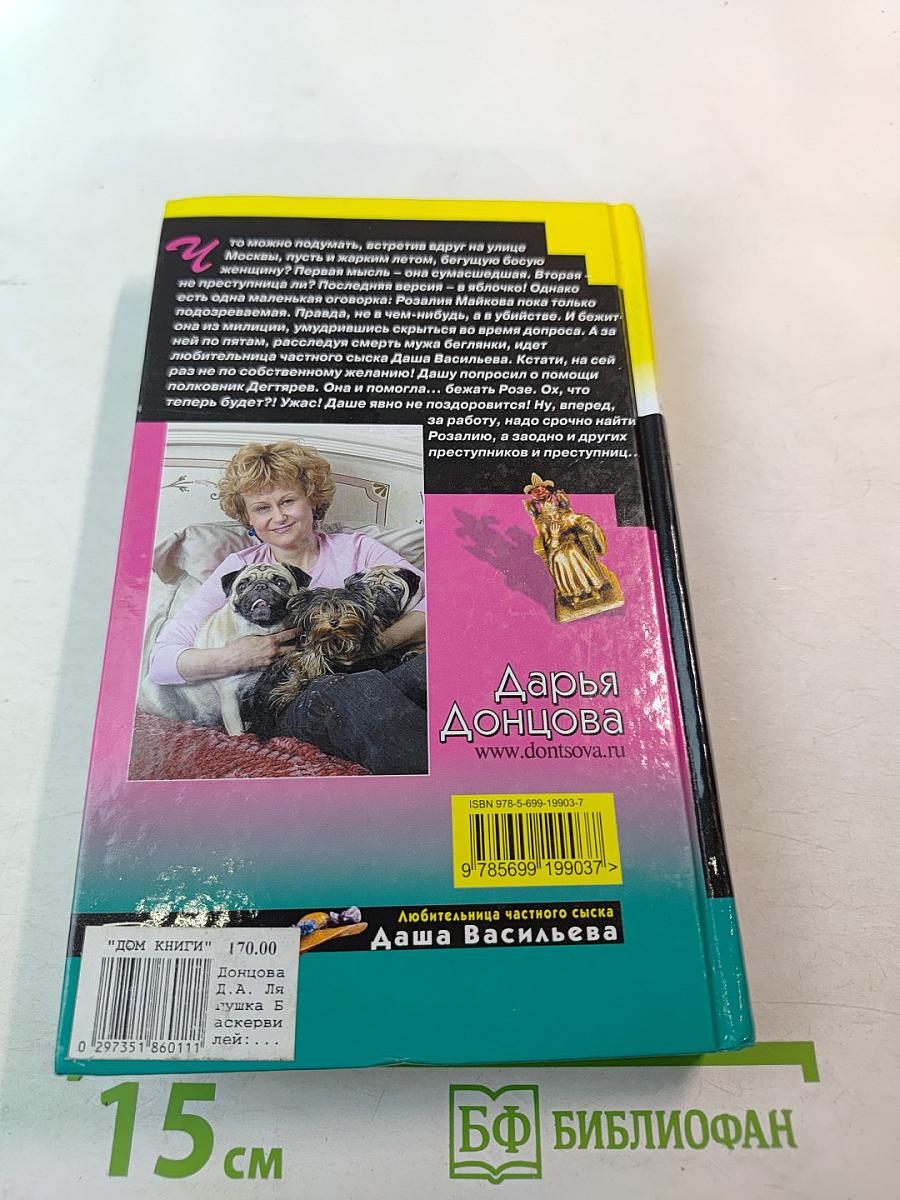 Что можно подумать, встретив вдруг на улице
Москвы, пусть и жарким летом, бегущую босую
женщину? Первая мысль – она сумасшедшая. Вторая –
не преступница ли? Последняя версия – в яблочко! Однако
есть одна маленькая оговорка: Розалия Майкова пока только
подозреваемая. Правда, не в чем-нибудь, а в убийстве. И бежит
она из милиции, умудрившись скрыться во время допроса. А за
ней по пятам, расследуя смерть мужа беглянки, идет
любительница частного сыска Даша Васильева. Кстати, на сей
раз не по собственному желанию! Дашу попросил о помощи
полковник Дегтярев. Она и помогла... бежать Розе. Ох, что
теперь будет?! Ужас! Даше явно не поздоровится! Ну, вперед,
за работу, надо срочно найти
Розалию, а заодно и других
преступников и преступниц...
Дарья
Донцова
www.dontsova.ru
ISBN 978-5-699-19903-7
9 785699 199037 >
Любительница частного сыска
Даша Васильева
"ДОМ КНИГИ" 170.00
Донцова
Д.А. Ля
гушка Б
аскерви
лей:...
0 297351 860111
15 см
БФ БИБЛИОФАН